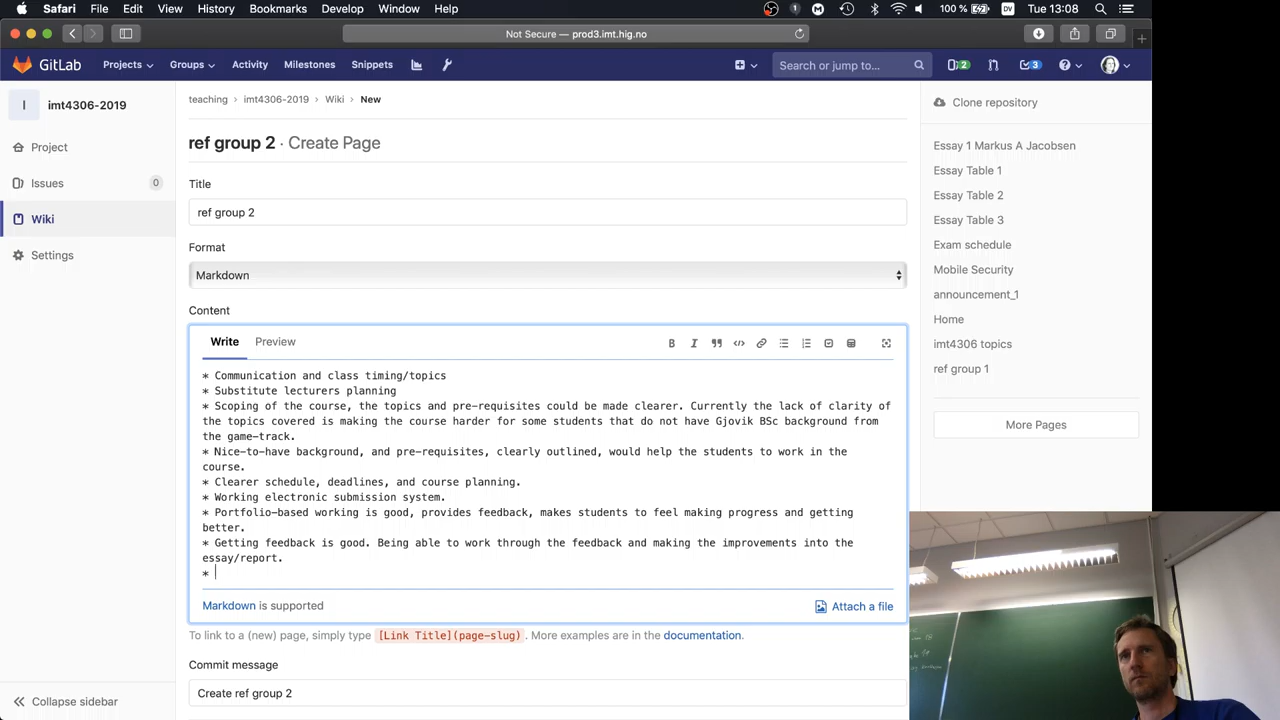 Safari File Edit View History Bookmarks Develop Window Help 1 100 % DV Tue 13:08
Not Secure — prod3.imt.hig.no
GitLab Projects Groups Activity Milestones Snippets Search or jump to... 2 3
I imt4306-2019
Project
Issues 0
Wiki
Settings
Collapse sidebar
teaching > imt4306-2019 > Wiki > New
ref group 2 · Create Page
Title
ref group 2
Format
Markdown
Content
Write Preview
* Communication and class timing/topics
* Substitute lecturers planning
* Scoping of the course, the topics and pre-requisites could be made clearer. Currently the lack of clarity of
the topics covered is making the course harder for some students that do not have Gjovik BSc background from
the game-track.
* Nice-to-have background, and pre-requisites, clearly outlined, would help the students to work in the
course.
* Clearer schedule, deadlines, and course planning.
* Working electronic submission system.
* Portfolio-based working is good, provides feedback, makes students to feel making progress and getting
better.
* Getting feedback is good. Being able to work through the feedback and making the improvements into the
essay/report.
*
Markdown is supported
Attach a file
To link to a (new) page, simply type [Link Title](page-slug). More examples are in the documentation.
Commit message
Create ref group 2
Clone repository
Essay 1 Markus A Jacobsen
Essay Table 1
Essay Table 2
Essay Table 3
Exam schedule
Mobile Security
announcement_1
Home
imt4306 topics
ref group 1
More Pages